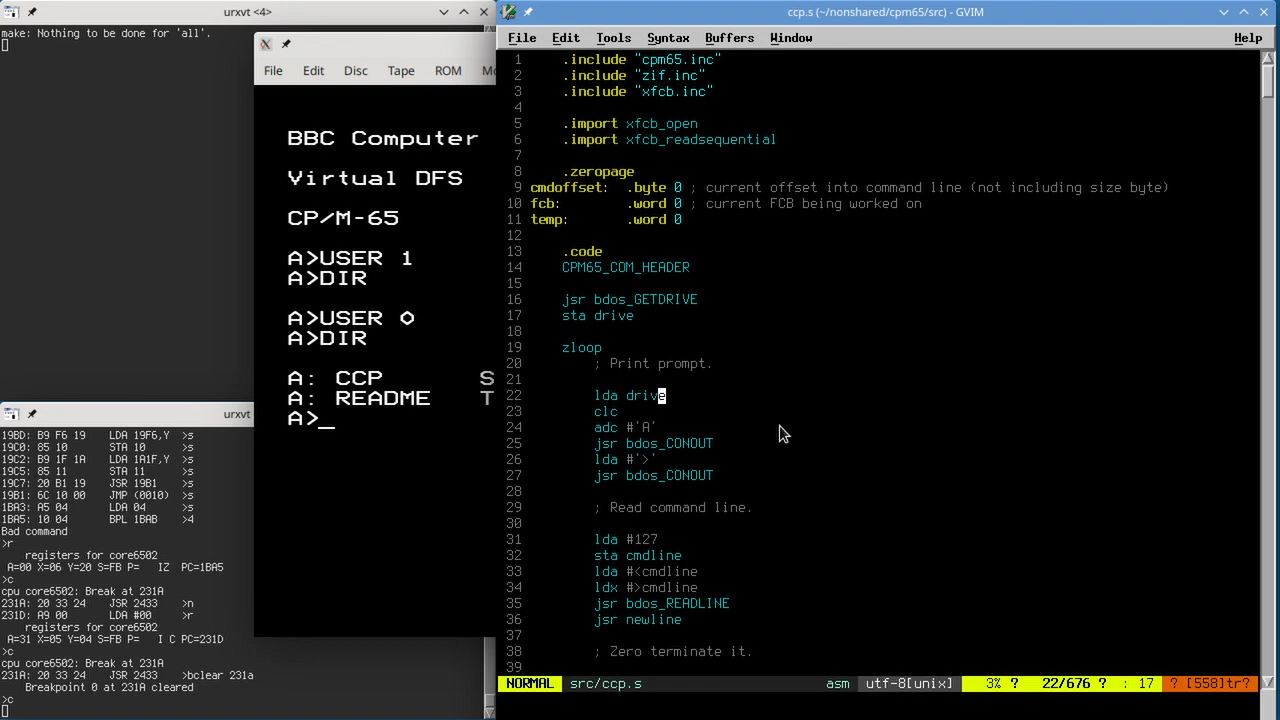 urxvt <4>
make: Nothing to be done for 'all'.
File Edit Disc Tape ROM Mo
BBC Computer
Virtual DFS
CP/M-65
A>USER 1
A>DIR
A>USER 0
A>DIR
A: CCP S
A: README T
A>_
urxvt
19BD: B9 F6 19 LDA 19F6,Y >s
19C0: 85 10 STA 10 >s
19C2: B9 1F 1A LDA 1A1F,Y >s
19C5: 85 11 STA 11 >s
19C7: 20 B1 19 JSR 19B1 >s
19B1: 6C 10 00 JMP (0010) >s
1BA3: A5 04 LDA 04 >s
1BA5: 10 04 BPL 1BAB >4
Bad command
>r
registers for core6502
A=00 X=06 Y=20 S=FB P= IZ PC=1BA5
>c
cpu core6502: Break at 231A
231A: 20 33 24 JSR 2433 >n
231D: A9 00 LDA #00 >r
registers for core6502
A=31 X=05 Y=04 S=FB P= I C PC=231D
>c
cpu core6502: Break at 231A
231A: 20 33 24 JSR 2433 >bclear 231a
Breakpoint 0 at 231A cleared
>c
ccp.s (~/nonshared/cpm65/src) - GVIM
File Edit Tools Syntax Buffers Window Help
1 .include "cpm65.inc"
2 .include "zif.inc"
3 .include "xfcb.inc"
4
5 .import xfcb_open
6 .import xfcb_readsequential
7
8 .zeropage
9 cmdoffset: .byte 0 ; current offset into command line (not including size byte)
10 fcb: .word 0 ; current FCB being worked on
11 temp: .word 0
12
13 .code
14 CPM65_COM_HEADER
15
16 jsr bdos_GETDRIVE
17 sta drive
18
19 zloop
20 ; Print prompt.
21
22 lda drive
23 clc
24 adc #'A'
25 jsr bdos_CONOUT
26 lda #'>'
27 jsr bdos_CONOUT
28
29 ; Read command line.
30
31 lda #127
32 sta cmdline
33 lda #<cmdline
34 ldx #>cmdline
35 jsr bdos_READLINE
36 jsr newline
37
38 ; Zero terminate it.
39
NORMAL src/ccp.s asm utf-8[unix] 3% ? 22/676 ? : 17 ? [558]tr?